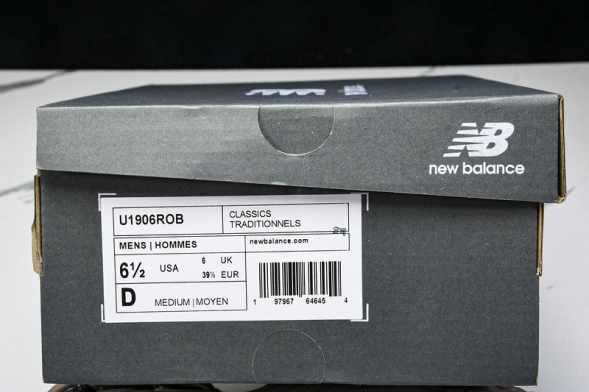 NB
new balance
U1906ROB
CLASSICS
TRADITIONNELS
MENS | HOMMES
newbalance.com
6½ USA 6 UK
39½ EUR
D MEDIUM | MOYEN
1 97967 64645 4